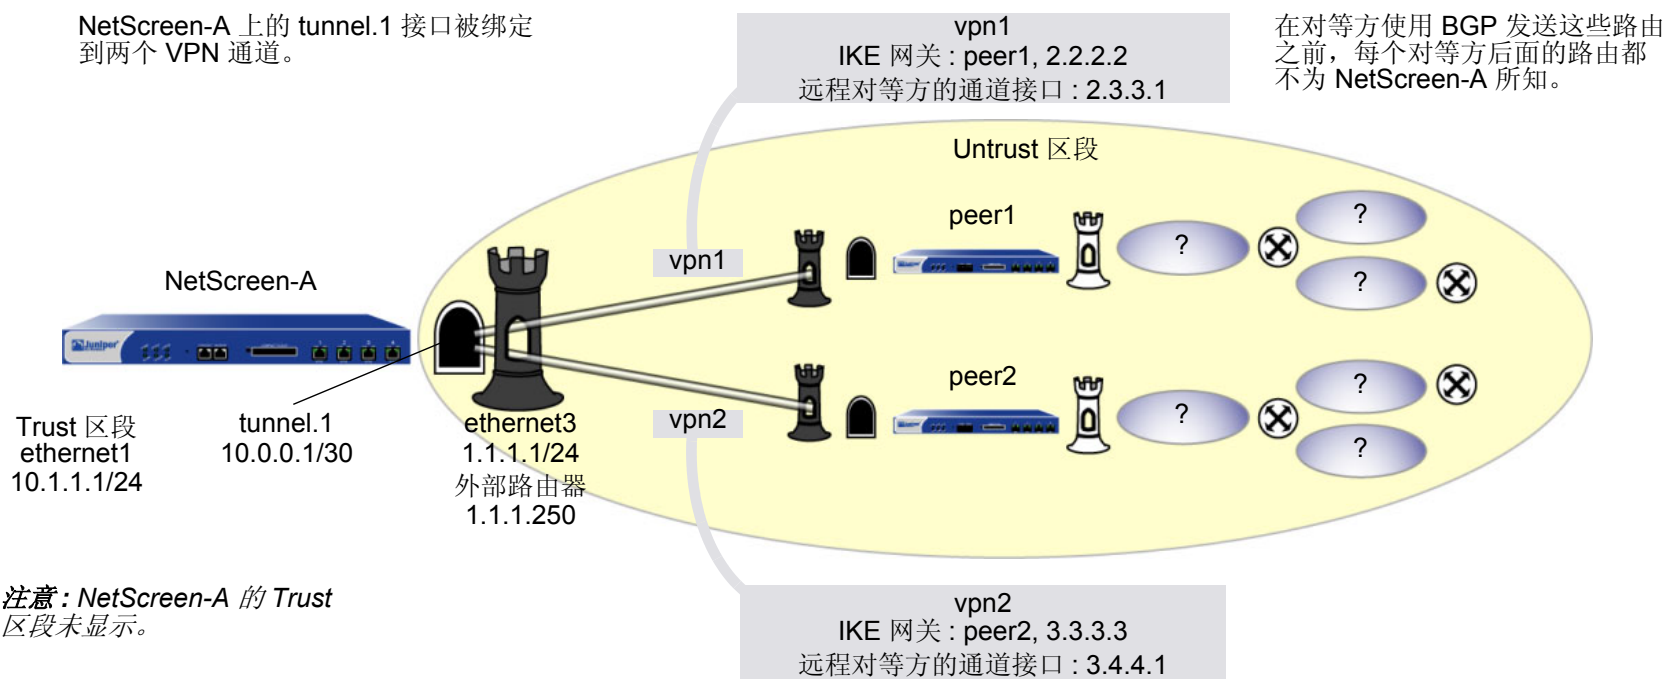 NetScreen-A 上的 tunnel.1 接口被绑定
到两个 VPN 通道。
vpn1
IKE 网关 : peer1, 2.2.2.2
远程对等方的通道接口 : 2.3.3.1
在对等方使用 BGP 发送这些路由
之前，每个对等方后面的路由都
不为 NetScreen-A 所知。
Untrust 区段
peer1
?
?
?
vpn1
NetScreen-A
Juniper
peer2
?
?
?
vpn2
Trust 区段
ethernet1
10.1.1.1/24
tunnel.1
10.0.0.1/30
ethernet3
1.1.1.1/24
外部路由器
1.1.1.250
注意 : NetScreen-A 的 Trust
区段未显示。
vpn2
IKE 网关 : peer2, 3.3.3.3
远程对等方的通道接口 : 3.4.4.1